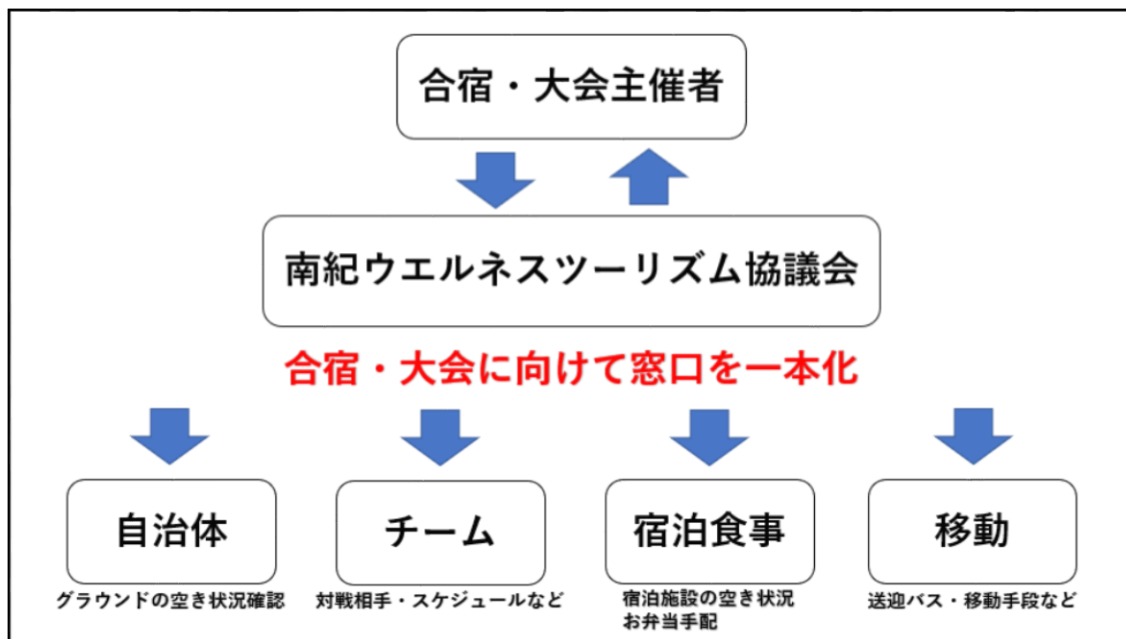 合宿・大会主催者
南紀ウエルネスツーリズム協議会
合宿・大会に向けて窓口を一本化
自治体
グラウンドの空き状況確認
チーム
対戦相手・スケジュールなど
宿泊食事
宿泊施設の空き状況
お弁当手配
移動
送迎バス・移動手段など